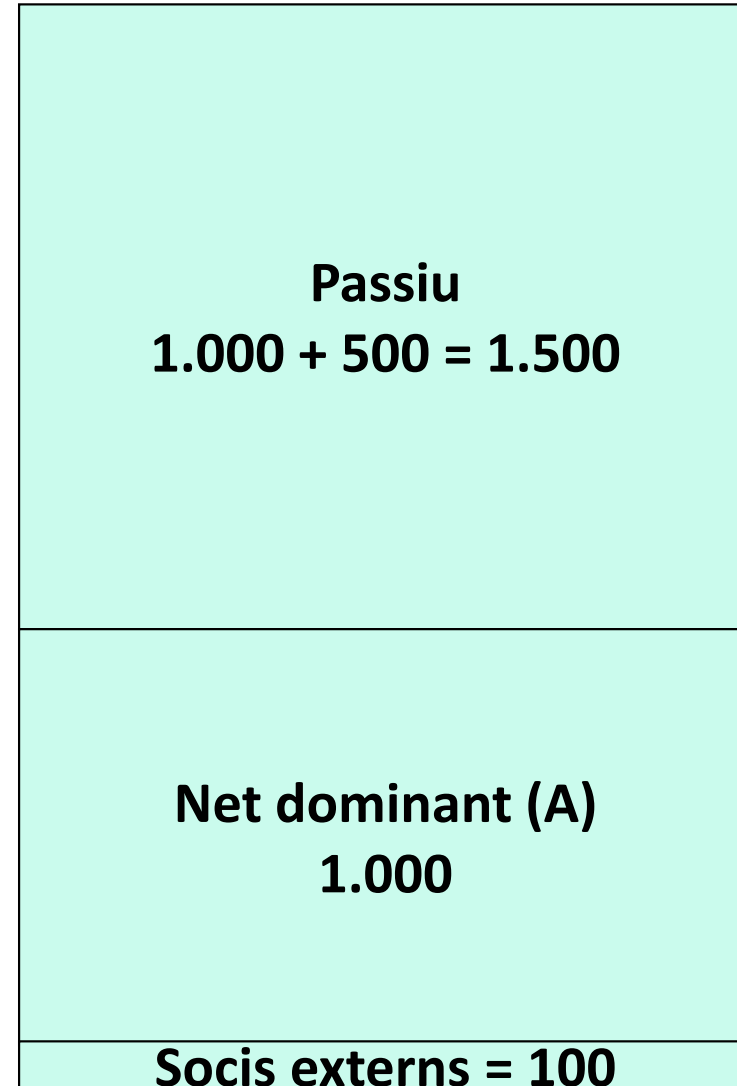 Passiu
1.000 + 500 = 1.500
Net dominant (A)
1.000
Socis externs = 100